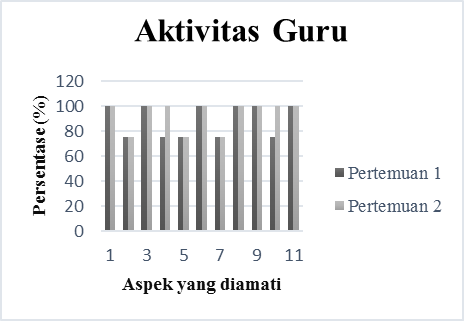 Aktivitas Guru
Persentase (%)
120
100
80
60
40
20
0
1 3 5 7 9 11
Aspek yang diamati
Pertemuan 1
Pertemuan 2